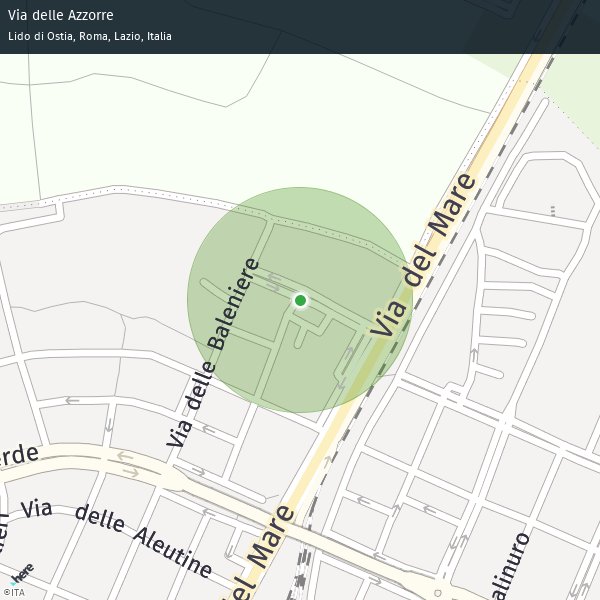 Via delle Azzorre
Lido di Ostia, Roma, Lazio, Italia
Via del Mare
Via delle Baleniere
erde
Via delle Aleutine
del Mare
alinuro
here
©ITA